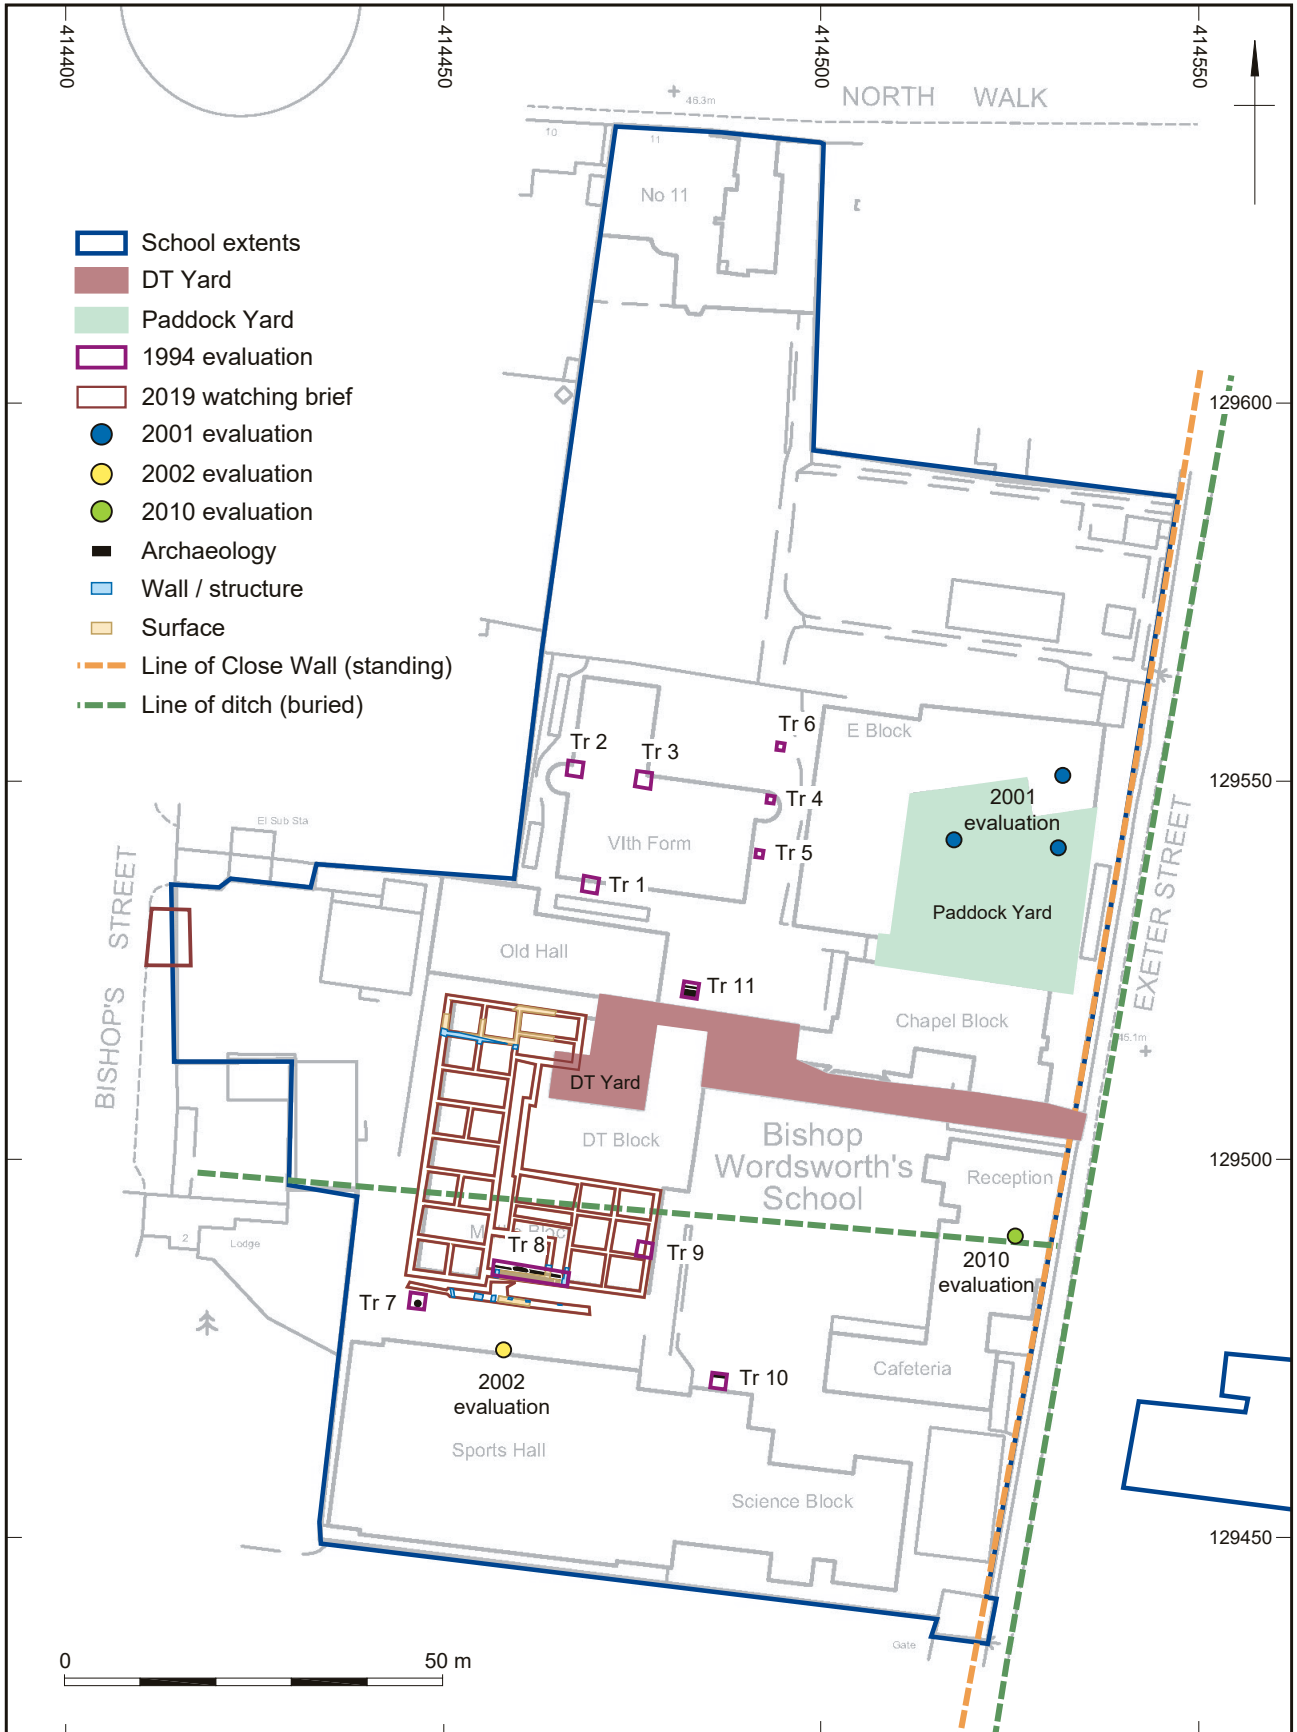 414400
414450
414500
414550
NORTH WALK
46.3m
10
11
No 11
School extents
DT Yard
Paddock Yard
1994 evaluation
2019 watching brief
2001 evaluation
2002 evaluation
2010 evaluation
Archaeology
Wall / structure
Surface
Line of Close Wall (standing)
Line of ditch (buried)
129600
129550
129500
129450
Tr 6
E Block
Tr 2
Tr 3
Tr 4
2001
evaluation
El Sub Sta
VIth Form
Tr 5
Tr 1
Paddock Yard
BISHOP'S STREET
EXETER STREET
Old Hall
Tr 11
Chapel Block
45.1m
DT Yard
DT Block
Bishop
Wordsworth's
School
Reception
2
Lodge
Tr 8
Tr 9
2010
evaluation
Tr 7
2002
evaluation
Tr 10
Cafeteria
Sports Hall
Science Block
Gate
0
50 m